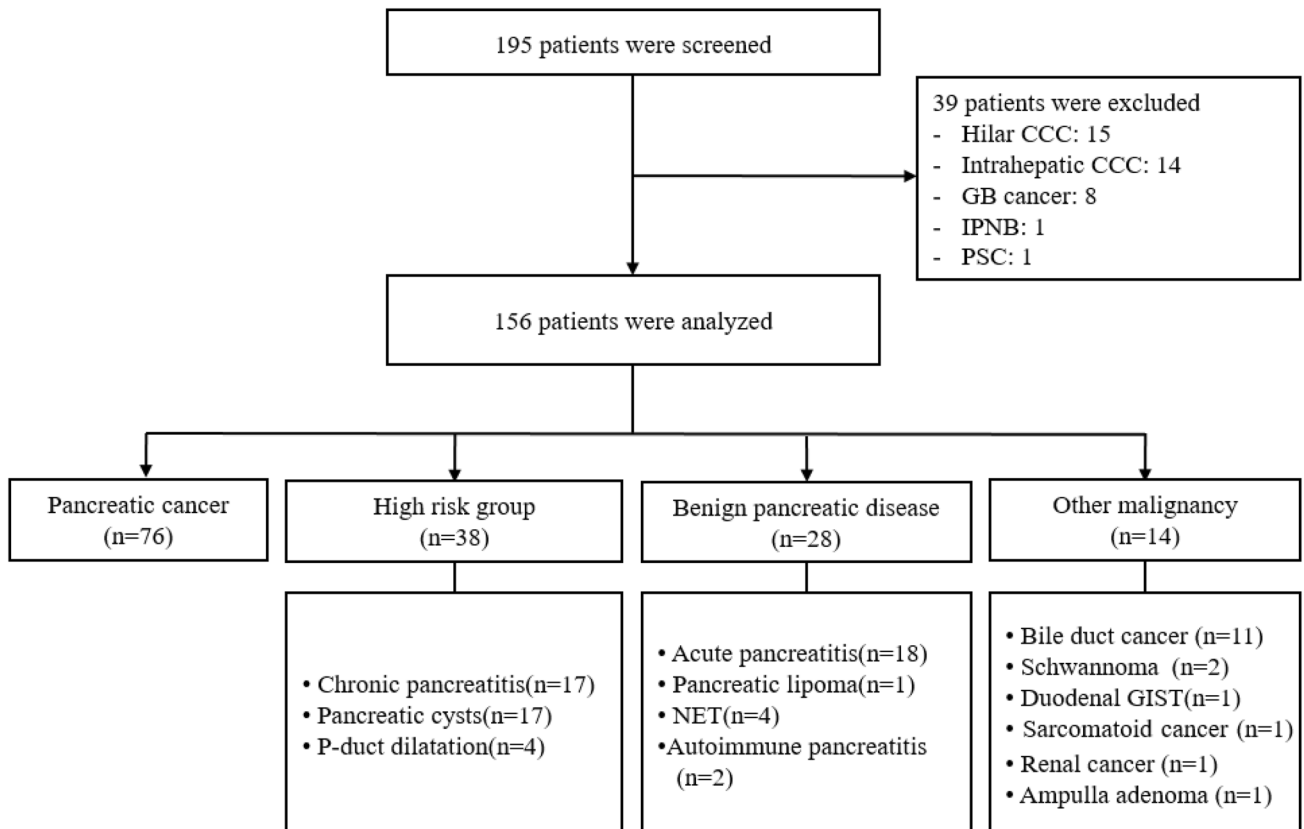 195 patients were screened
39 patients were excluded
- Hilar CCC: 15
- Intrahepatic CCC: 14
- GB cancer: 8
- IPNB: 1
- PSC: 1
156 patients were analyzed
Pancreatic cancer
(n=76)
High risk group
(n=38)
Benign pancreatic disease
(n=28)
Other malignancy
(n=14)
• Chronic pancreatitis(n=17)
• Pancreatic cysts(n=17)
• P-duct dilatation(n=4)
• Acute pancreatitis(n=18)
• Pancreatic lipoma(n=1)
• NET(n=4)
•Autoimmune pancreatitis
(n=2)
• Bile duct cancer (n=11)
• Schwannoma (n=2)
• Duodenal GIST(n=1)
• Sarcomatoid cancer (n=1)
• Renal cancer (n=1)
• Ampulla adenoma (n=1)